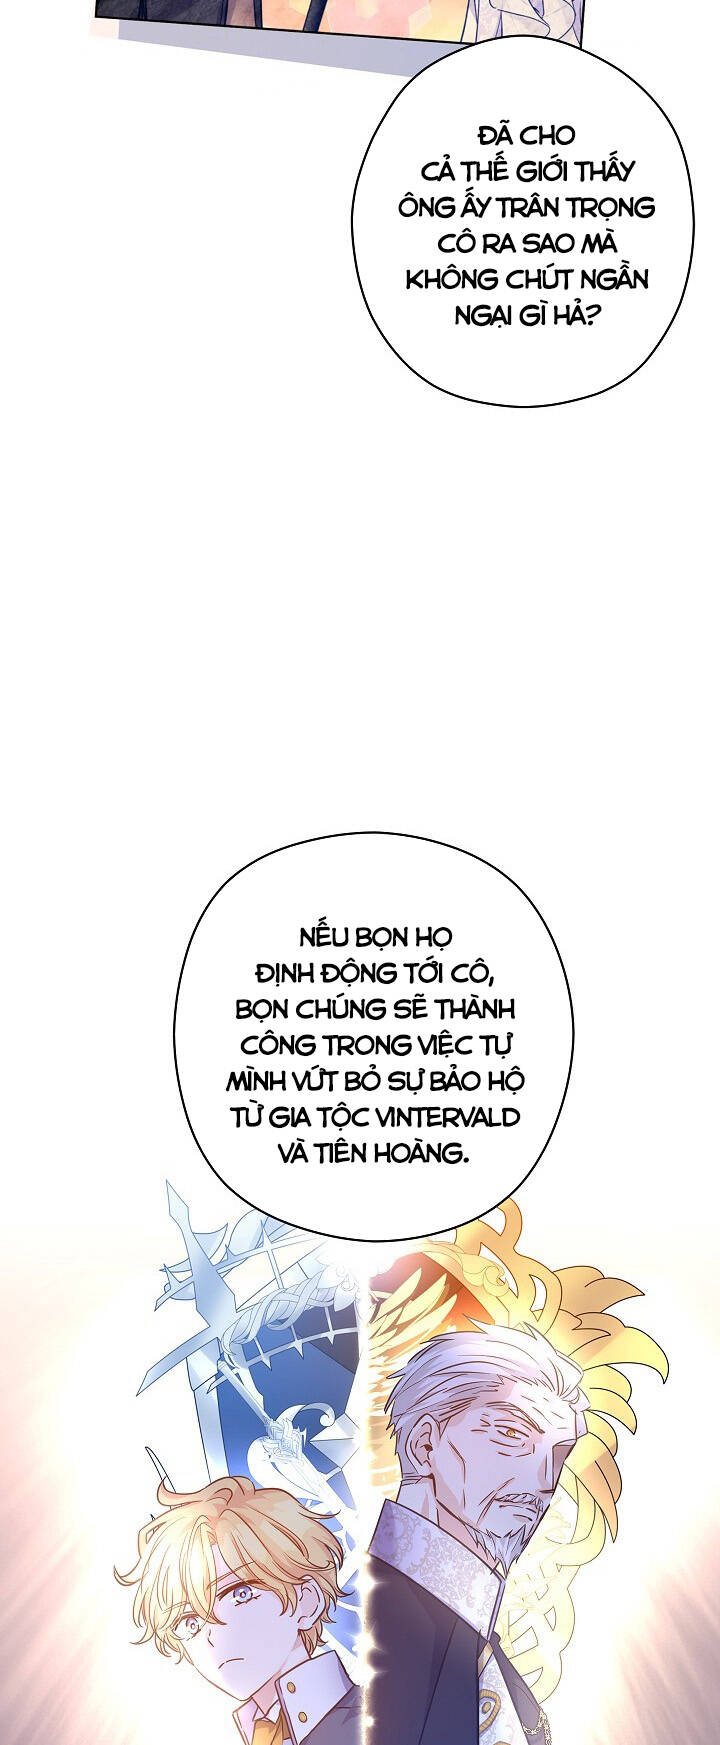 ĐÃ CHO
CẢ THẾ GIỚI THẤY
ÔNG ẤY TRÂN TRỌNG
CÔ RA SAO MÀ
KHÔNG CHÚT NGẦN
NGẠI GÌ HẢ?
NẾU BỌN HỌ
ĐỊNH ĐỘNG TỚI CÔ,
BỌN CHÚNG SẼ THÀNH
CÔNG TRONG VIỆC TỰ
MÌNH VỨT BỎ SỰ BẢO HỘ
TỪ GIA TỘC VINTERVALD
VÀ TIÊN HOÀNG.